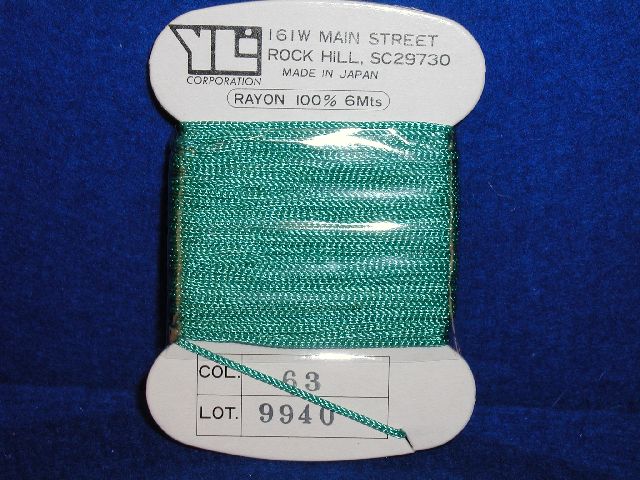 YLI
CORPORATION
161W MAIN STREET
ROCK HILL, SC29730
MADE IN JAPAN
RAYON 100% 6Mts
COL. 63
LOT. 9940